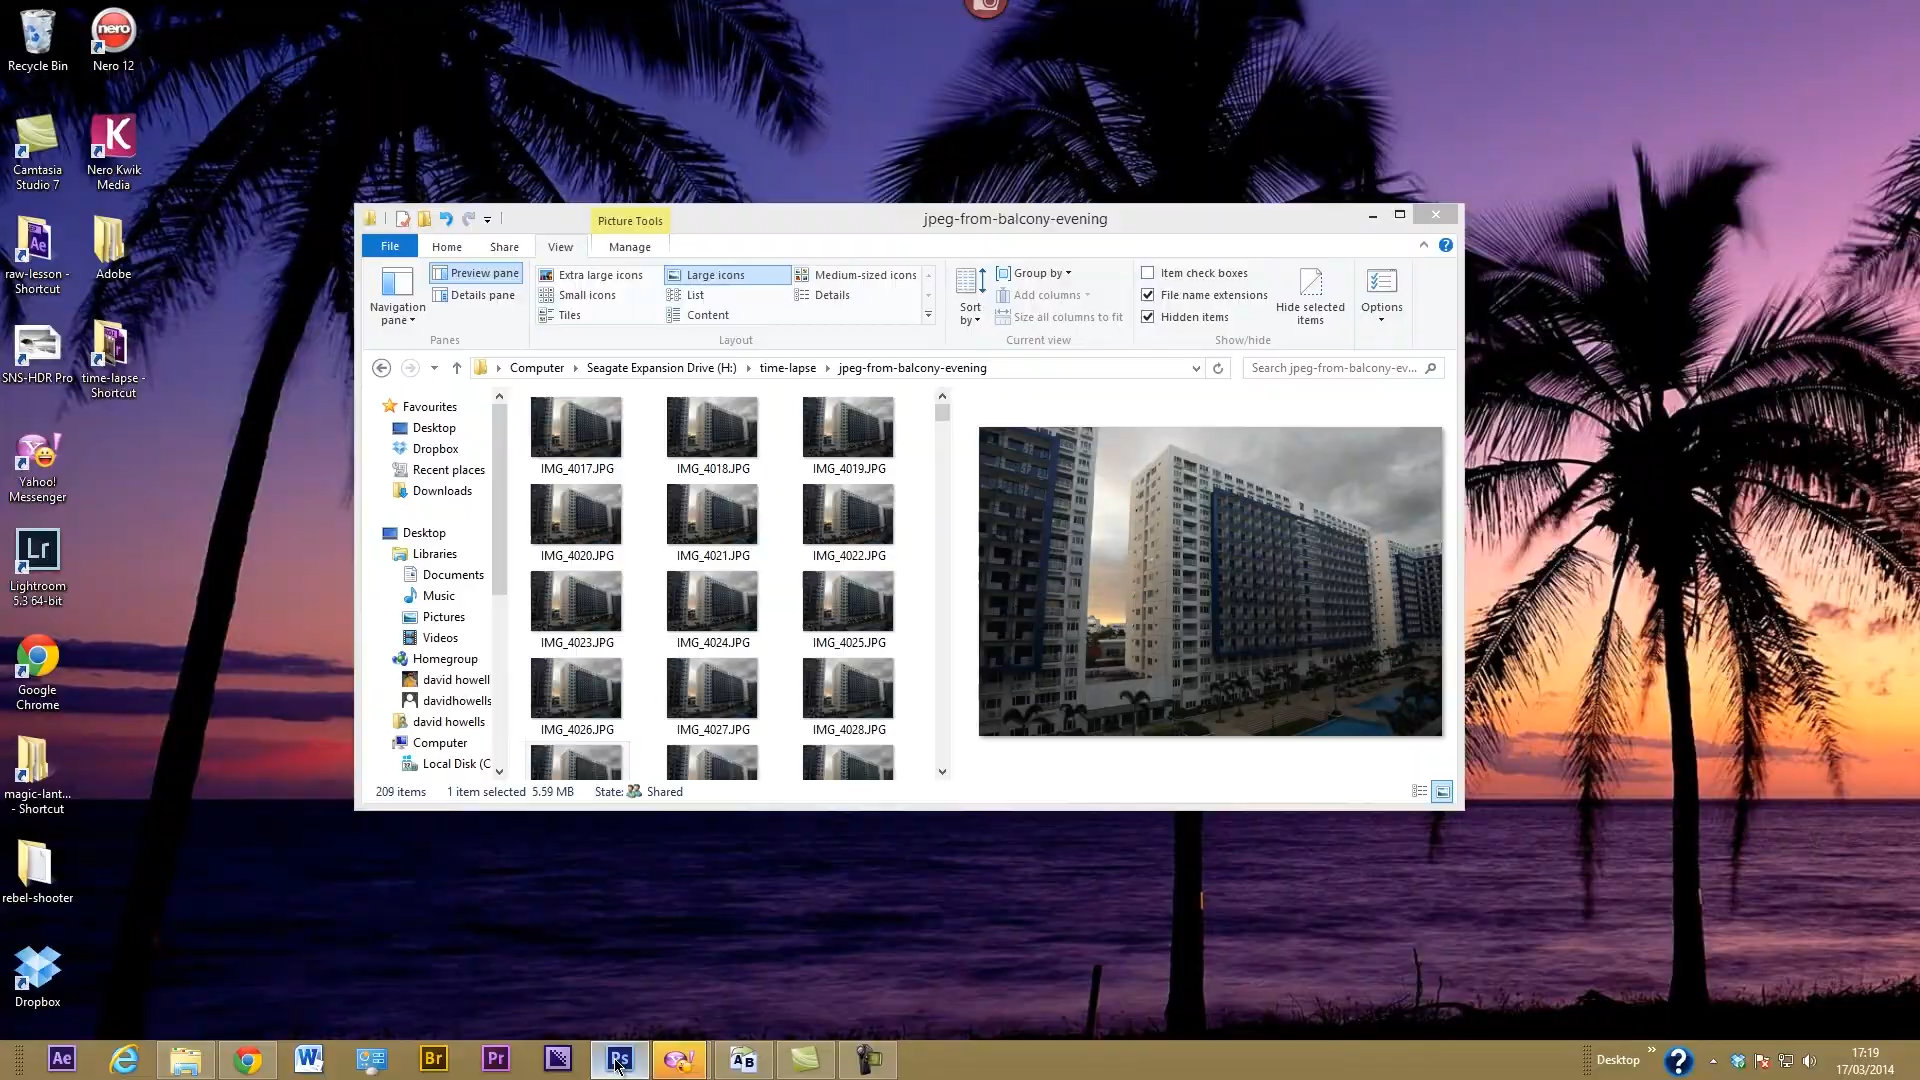 Recycle Bin
nero
Nero 12
Camtasia
Studio 7
K
Nero Kwik
Media
Ae
raw-lesson -
Shortcut
Adobe
SNS-HDR Pro
time-lapse -
Shortcut
Yahoo!
Messenger
Lr
Lightroom
5.3 64-bit
Google
Chrome
magic-lant...
- Shortcut
rebel-shooter
Dropbox
Picture Tools
jpeg-from-balcony-evening
File
Home
Share
View
Manage
Navigation
pane
Preview pane
Details pane
Panes
Extra large icons
Large icons
Medium-sized icons
Small icons
List
Details
Tiles
Content
Layout
Sort
by
Group by
Add columns
Size all columns to fit
Current view
Item check boxes
File name extensions
Hidden items
Hide selected
items
Show/hide
Options
Computer
Seagate Expansion Drive (H:)
time-lapse
jpeg-from-balcony-evening
Search jpeg-from-balcony-ev...
Favourites
Desktop
Dropbox
Recent places
Downloads
Desktop
Libraries
Documents
Music
Pictures
Videos
Homegroup
david howell
davidhowells
david howells
Computer
Local Disk (C
IMG_4017.JPG
IMG_4018.JPG
IMG_4019.JPG
IMG_4020.JPG
IMG_4021.JPG
IMG_4022.JPG
IMG_4023.JPG
IMG_4024.JPG
IMG_4025.JPG
IMG_4026.JPG
IMG_4027.JPG
IMG_4028.JPG
209 items
1 item selected 5.59 MB
State:
Shared
Ae
W
Br
Pr
Ps
AB
Desktop
17:19
17/03/2014